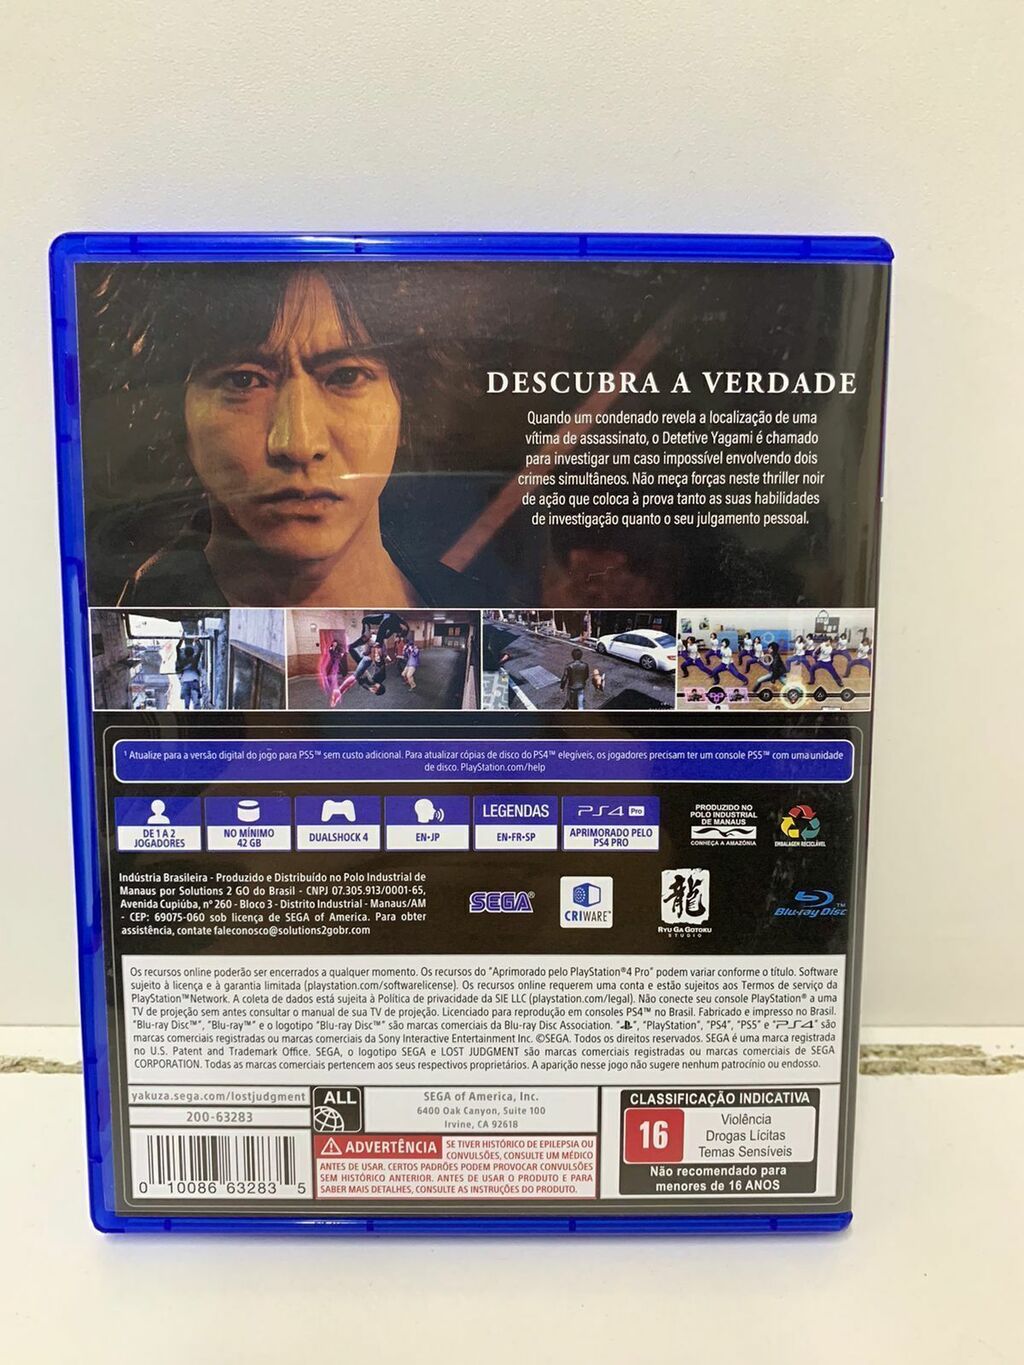 DESCUBRA A VERDADE
Quando um condenado revela a localização de uma
vítima de assassinato, o Detetive Yagami é chamado
para investigar um caso impossível envolvendo dois
crimes simultâneos. Não meça forças neste thriller noir
de ação que coloca à prova tanto as suas habilidades
de investigação quanto o seu julgamento pessoal.
¹ Atualize para a versão digital do jogo para PS5™ sem custo adicional. Para atualizar cópias de disco do PS4™ elegíveis, os jogadores precisam ter um console PS5™ com uma unidade
de disco. PlayStation.com/help
DE 1 A 2
JOGADORES
NO MÍNIMO
42 GB
DUALSHOCK 4
EN•JP
LEGENDAS
EN•FR•SP
PS4 Pro
APRIMORADO PELO
PS4 PRO
PRODUZIDO NO
POLO INDUSTRIAL
DE MANAUS
CONHEÇA A AMAZÔNIA
EMBALAGEM RECICLÁVEL
Indústria Brasileira - Produzido e Distribuído no Polo Industrial de
Manaus por Solutions 2 GO do Brasil - CNPJ 07.305.913/0001-65,
Avenida Cupiúba, nº 260 - Bloco 3 - Distrito Industrial - Manaus/AM
- CEP: 69075-060 sob licença de SEGA of America. Para obter
assistência, contate faleconosco@solutions2gobr.com
SEGA®
CRIWARE™
龍
RYU GA GOTOKU
STUDIO
Blu-ray Disc™
Os recursos online poderão ser encerrados a qualquer momento. Os recursos do "Aprimorado pelo PlayStation®4 Pro" podem variar conforme o título. Software
sujeito à licença e à garantia limitada (playstation.com/softwarelicense). Os recursos online requerem uma conta e estão sujeitos aos Termos de serviço da
PlayStation™Network. A coleta de dados está sujeita à Política de privacidade da SIE LLC (playstation.com/legal). Não conecte seu console PlayStation® a uma
TV de projeção sem antes consultar o manual de sua TV de projeção. Licenciado para reprodução em consoles PS4™ no Brasil. Fabricado e impresso no Brasil.
"Blu-ray Disc™", "Blu-ray™" e o logotipo "Blu-ray Disc™" são marcas comerciais da Blu-ray Disc Association. "PS", "PlayStation", "PS4", "PS5" e "PS4" são
marcas comerciais registradas ou marcas comerciais da Sony Interactive Entertainment Inc. ©SEGA. Todos os direitos reservados. SEGA é uma marca registrada
no U.S. Patent and Trademark Office. SEGA, o logotipo SEGA e LOST JUDGMENT são marcas comerciais registradas ou marcas comerciais de SEGA
CORPORATION. Todas as marcas comerciais pertencem aos seus respectivos proprietários. A aparição nesse jogo não sugere nenhum patrocínio ou endosso.
yakuza.sega.com/lostjudgment
200-63283
0 10086 63283 5
ALL
SEGA of America, Inc.
6400 Oak Canyon, Suite 100
Irvine, CA 92618
ADVERTÊNCIA SE TIVER HISTÓRICO DE EPILEPSIA OU
CONVULSÕES, CONSULTE UM MÉDICO
ANTES DE USAR. CERTOS PADRÕES PODEM PROVOCAR CONVULSÕES
SEM HISTÓRICO ANTERIOR. ANTES DE USAR O PRODUTO E PARA
SABER MAIS DETALHES, CONSULTE AS INSTRUÇÕES DO PRODUTO.
CLASSIFICAÇÃO INDICATIVA
16
Violência
Drogas Lícitas
Temas Sensíveis
Não recomendado para
menores de 16 ANOS